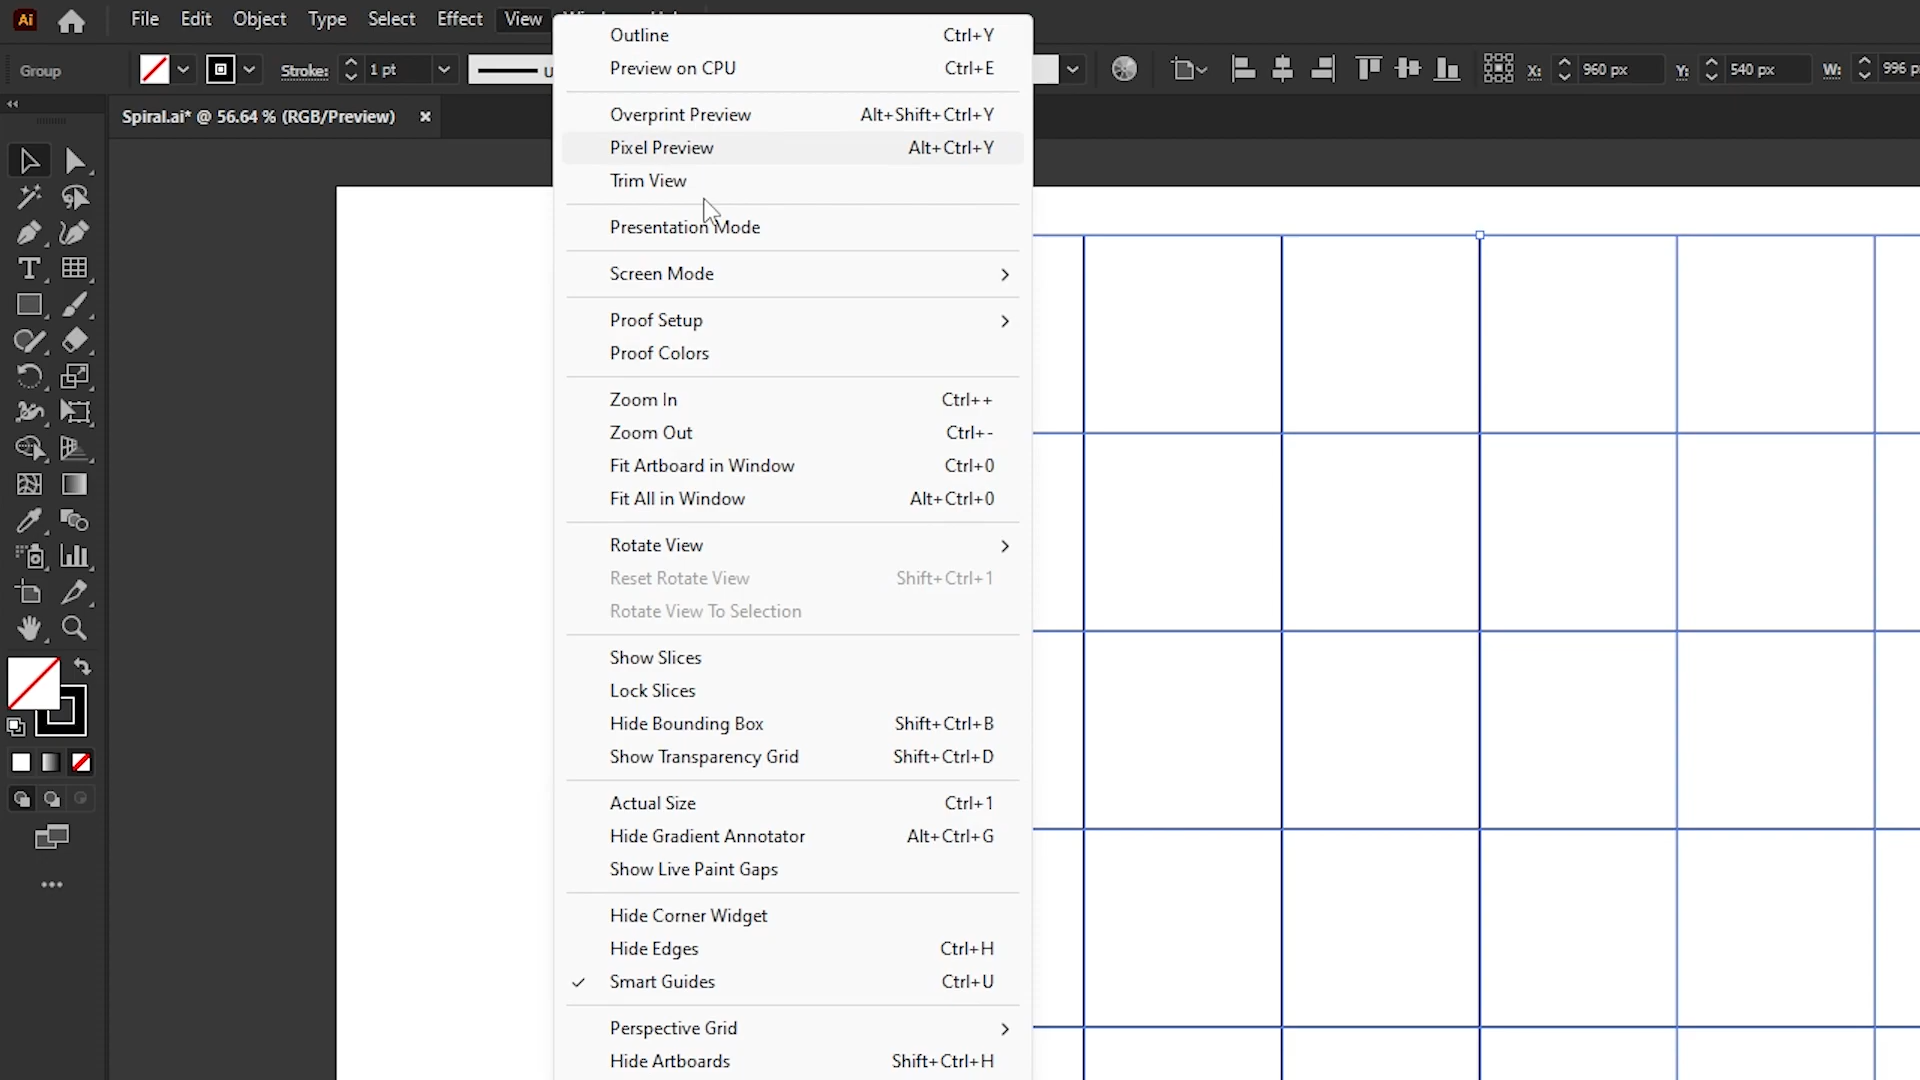 Ai File Edit Object Type Select Effect View
Group Stroke: 1 pt X: 960 px Y: 540 px W:
Spiral.ai* @ 56.64 % (RGB/Preview)
Outline Ctrl+Y
Preview on CPU Ctrl+E
Overprint Preview Alt+Shift+Ctrl+Y
Pixel Preview Alt+Ctrl+Y
Trim View
Presentation Mode
Screen Mode
Proof Setup
Proof Colors
Zoom In Ctrl++
Zoom Out Ctrl+-
Fit Artboard in Window Ctrl+0
Fit All in Window Alt+Ctrl+0
Rotate View
Reset Rotate View Shift+Ctrl+1
Rotate View To Selection
Show Slices
Lock Slices
Hide Bounding Box Shift+Ctrl+B
Show Transparency Grid Shift+Ctrl+D
Actual Size Ctrl+1
Hide Gradient Annotator Alt+Ctrl+G
Show Live Paint Gaps
Hide Corner Widget
Hide Edges Ctrl+H
Smart Guides Ctrl+U
Perspective Grid
Hide Artboards Shift+Ctrl+H